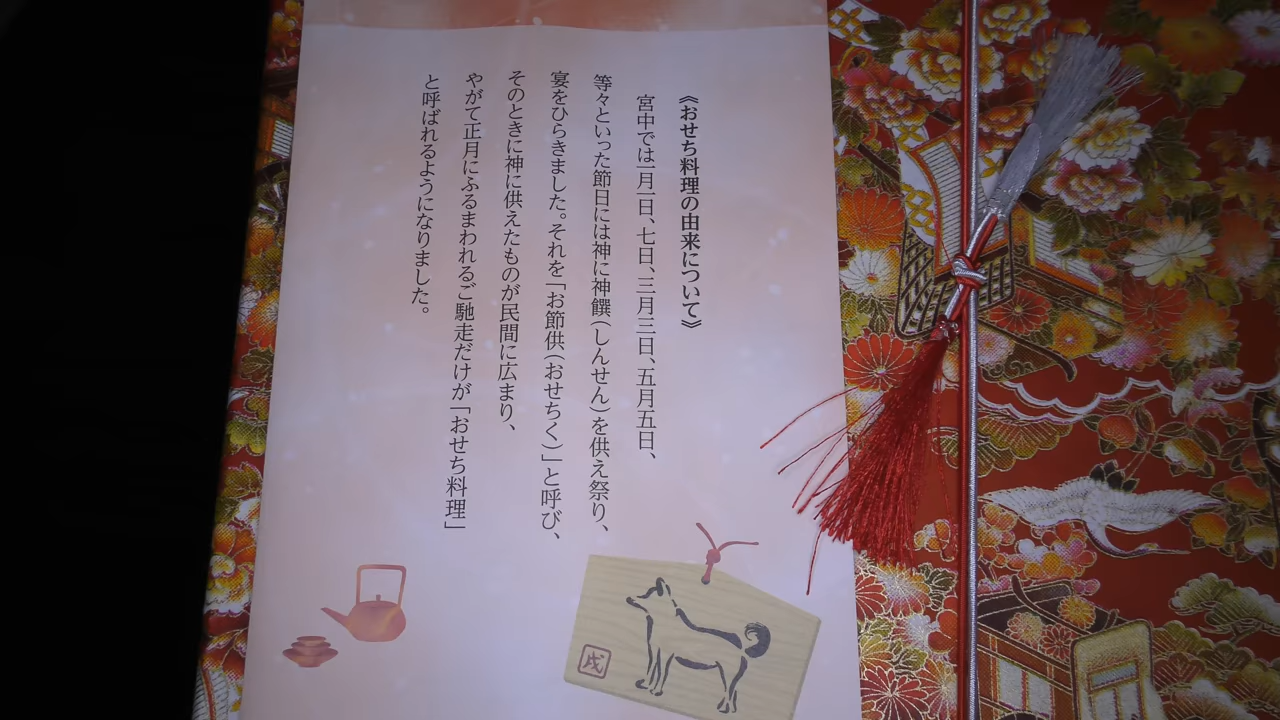 《おせち料理の由来について》
宮中では一月一日、七日、三月三日、五月五日、
等々といった節日には神に神饌(しんせん)を供え祭り、
宴をひらきました。それを「お節供(おせちく)」と呼び、
そのときに神に供えたものが民間に広まり、
やがて正月にふるまわれるご馳走だけが「おせち料理」
と呼ばれるようになりました。
戌